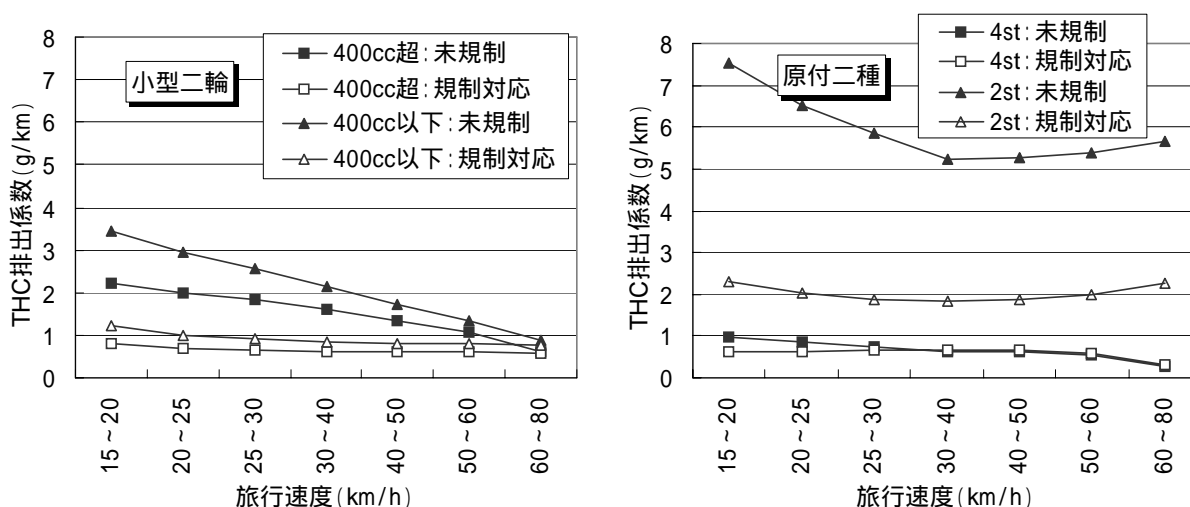 小型二輪
400cc超：未規制
400cc超：規制対応
400cc以下：未規制
400cc以下：規制対応
THC排出係数(g/km)
8
7
6
5
4
3
2
1
0
15～20
20～25
25～30
30～40
40～50
50～60
60～80
旅行速度(km/h)
原付二種
4st：未規制
4st：規制対応
2st：未規制
2st：規制対応
THC排出係数(g/km)
8
7
6
5
4
3
2
1
0
15～20
20～25
25～30
30～40
40～50
50～60
60～80
旅行速度(km/h)